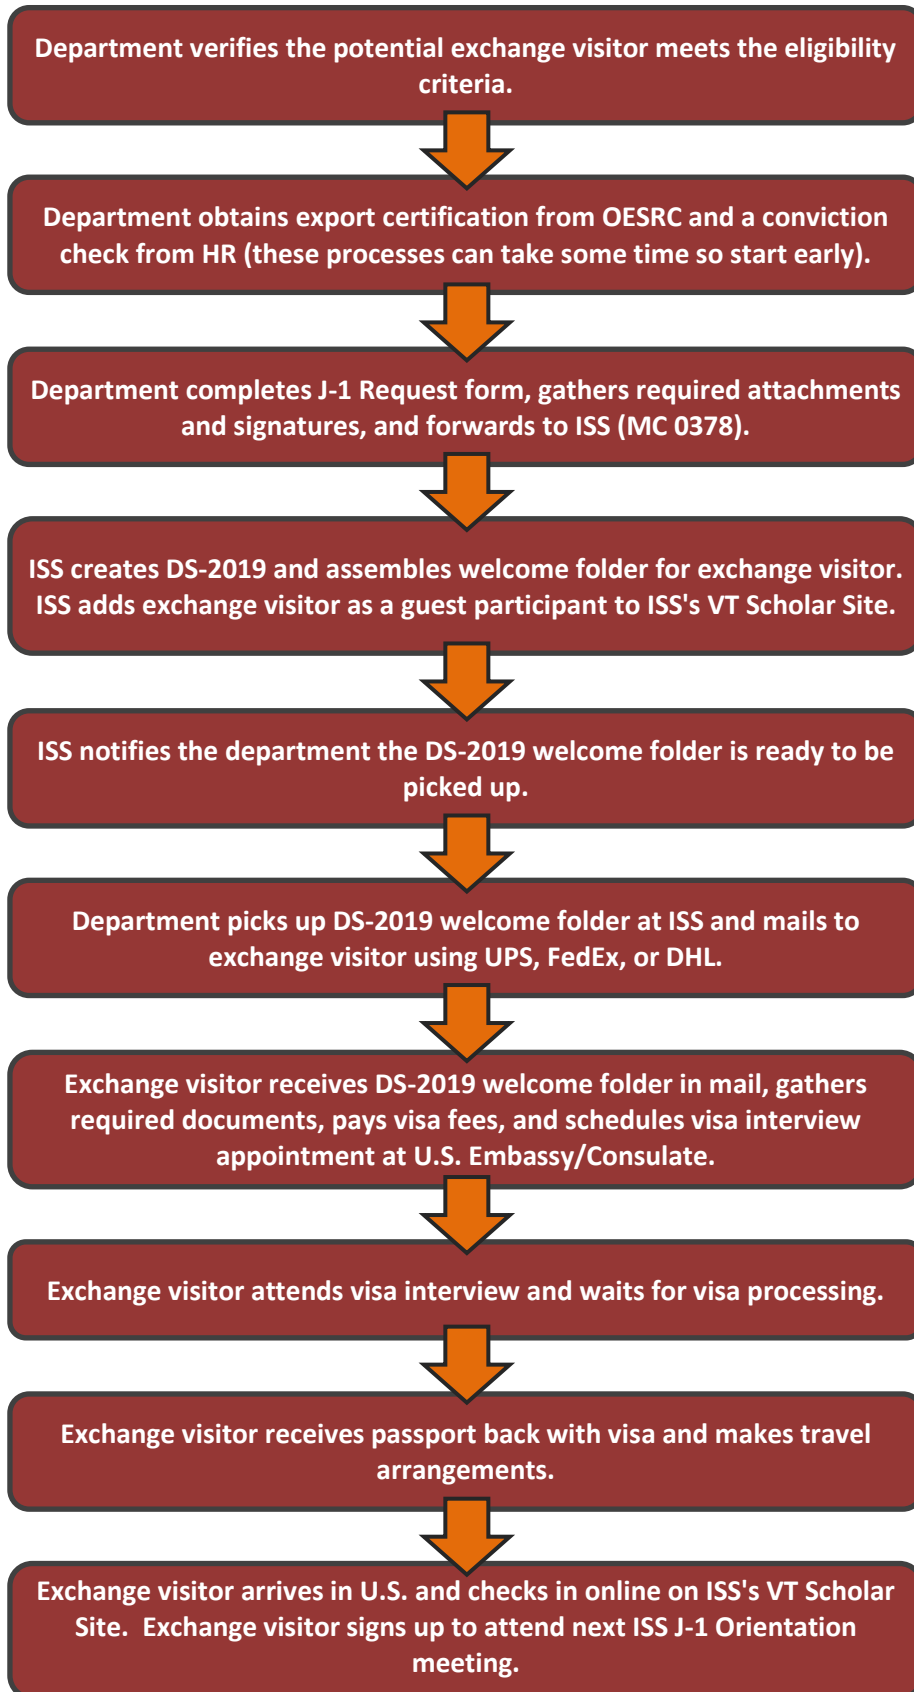 Department verifies the potential exchange visitor meets the eligibility
criteria.
Department obtains export certification from OESRC and a conviction
check from HR (these processes can take some time so start early).
Department completes J-1 Request form, gathers required attachments
and signatures, and forwards to ISS (MC 0378).
ISS creates DS-2019 and assembles welcome folder for exchange visitor.
ISS adds exchange visitor as a guest participant to ISS's VT Scholar Site.
ISS notifies the department the DS-2019 welcome folder is ready to be
picked up.
Department picks up DS-2019 welcome folder at ISS and mails to
exchange visitor using UPS, FedEx, or DHL.
Exchange visitor receives DS-2019 welcome folder in mail, gathers
required documents, pays visa fees, and schedules visa interview
appointment at U.S. Embassy/Consulate.
Exchange visitor attends visa interview and waits for visa processing.
Exchange visitor receives passport back with visa and makes travel
arrangements.
Exchange visitor arrives in U.S. and checks in online on ISS's VT Scholar
Site.  Exchange visitor signs up to attend next ISS J-1 Orientation
meeting.